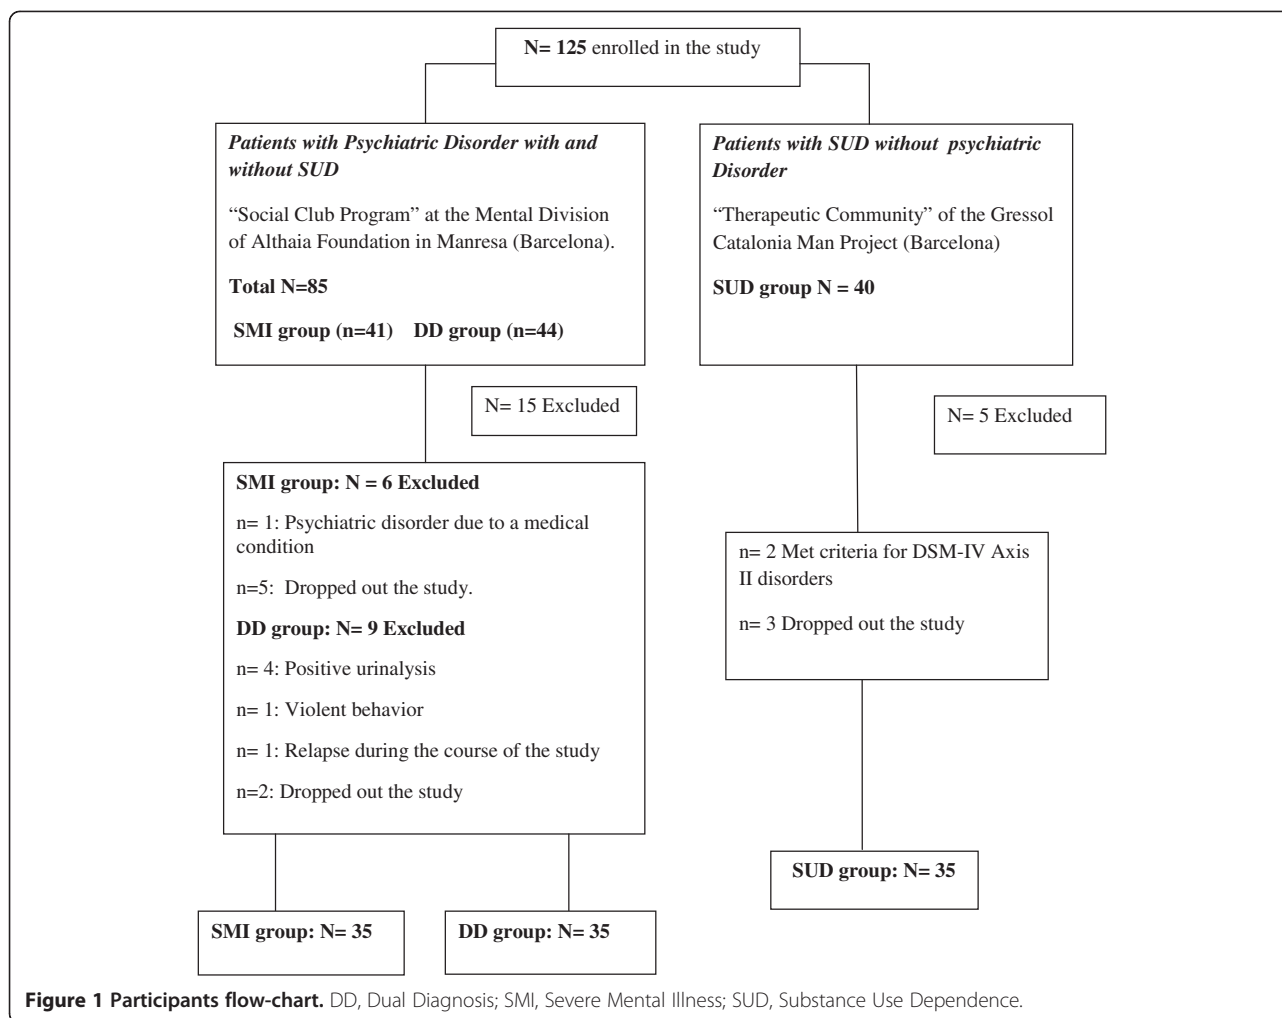 N= 125 enrolled in the study
Patients with Psychiatric Disorder with and
without SUD
“Social Club Program” at the Mental Division
of Althaia Foundation in Manresa (Barcelona).
Total N=85
SMI group (n=41) DD group (n=44)
Patients with SUD without psychiatric
Disorder
“Therapeutic Community” of the Gressol
Catalonia Man Project (Barcelona)
SUD group N = 40
N= 15 Excluded
N= 5 Excluded
SMI group: N = 6 Excluded
n= 1: Psychiatric disorder due to a medical
condition
n=5: Dropped out the study.
DD group: N= 9 Excluded
n= 4: Positive urinalysis
n= 1: Violent behavior
n= 1: Relapse during the course of the study
n=2: Dropped out the study
n= 2 Met criteria for DSM-IV Axis
II disorders
n= 3 Dropped out the study
SUD group: N= 35
SMI group: N= 35
DD group: N= 35
Figure 1 Participants flow-chart. DD, Dual Diagnosis; SMI, Severe Mental Illness; SUD, Substance Use Dependence.